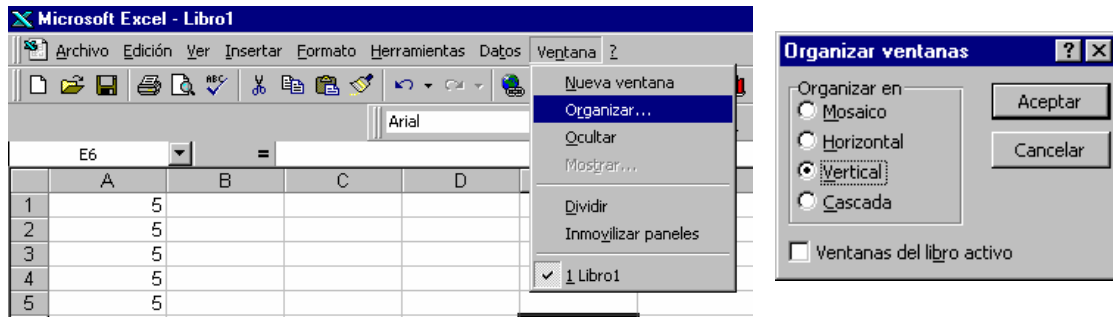 Microsoft Excel - Libro1
Archivo Edición Ver Insertar Formato Herramientas Datos Ventana ?
ABC
Arial
E6 =
A B C D
1 5
2 5
3 5
4 5
5 5
Nueva ventana
Organizar...
Ocultar
Mostrar...
Dividir
Inmovilizar paneles
✓ 1 Libro1
Organizar ventanas ? X
Organizar en
Mosaico
Horizontal
Vertical
Cascada
Aceptar
Cancelar
Ventanas del libro activo